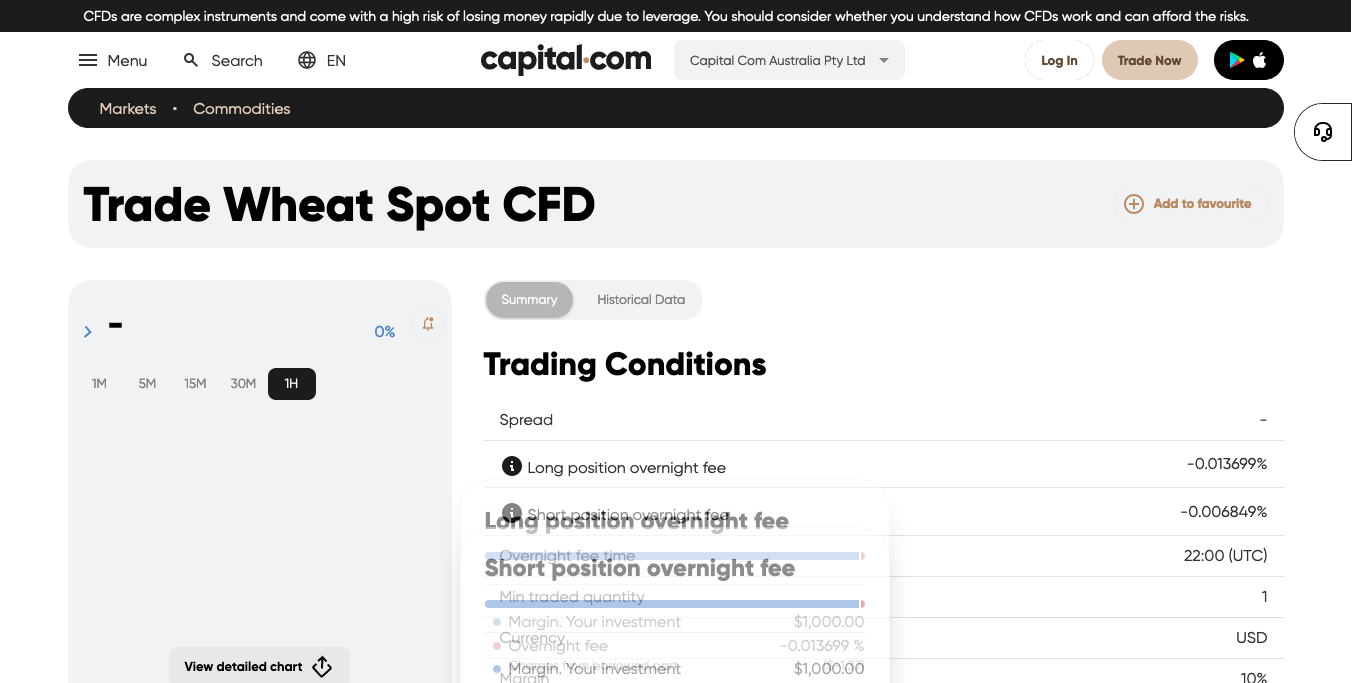 CFDs are complex instruments and come with a high risk of losing money rapidly due to leverage. You should consider whether you understand how CFDs work and can afford the risks.
Menu
Search
EN
capital.com
Capital Com Australia Pty Ltd
Log In
Trade Now
Markets • Commodities
Trade Wheat Spot CFD
Add to favourite
-
0%
1M 5M 15M 30M 1H
View detailed chart
Summary
Historical Data
Trading Conditions
Spread -
Long position overnight fee -0.013699%
Short position overnight fee -0.006849%
Long position overnight fee
Overnight fee time 22:00 (UTC)
Short position overnight fee
Min traded quantity 1
Margin. Your investment $1,000.00
Currency USD
Overnight fee -0.013699 %
Margin. Your investment $1,000.00
Margin 10%